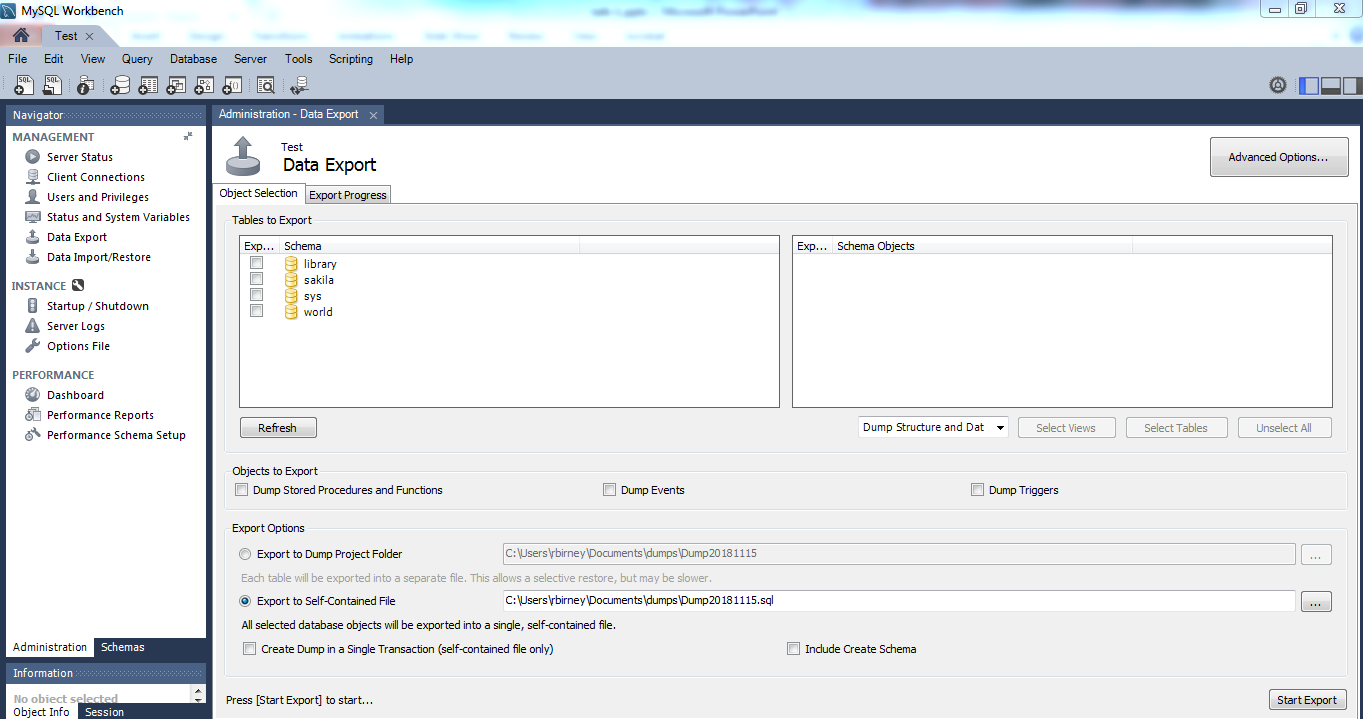 MySQL Workbench
Test
File Edit View Query Database Server Tools Scripting Help
Navigator
MANAGEMENT
Server Status
Client Connections
Users and Privileges
Status and System Variables
Data Export
Data Import/Restore
INSTANCE
Startup / Shutdown
Server Logs
Options File
PERFORMANCE
Dashboard
Performance Reports
Performance Schema Setup
Administration Schemas
Information
No object selected
Object Info Session
Administration - Data Export
Test
Data Export
Advanced Options...
Object Selection Export Progress
Tables to Export
Exp... Schema
library
sakila
sys
world
Exp... Schema Objects
Refresh
Dump Structure and Dat Select Views Select Tables Unselect All
Objects to Export
Dump Stored Procedures and Functions Dump Events Dump Triggers
Export Options
Export to Dump Project Folder C:\Users\rbirney\Documents\dumps\Dump20181115 ...
Each table will be exported into a separate file. This allows a selective restore, but may be slower.
Export to Self-Contained File C:\Users\rbirney\Documents\dumps\Dump20181115.sql ...
All selected database objects will be exported into a single, self-contained file.
Create Dump in a Single Transaction (self-contained file only) Include Create Schema
Press [Start Export] to start... Start Export